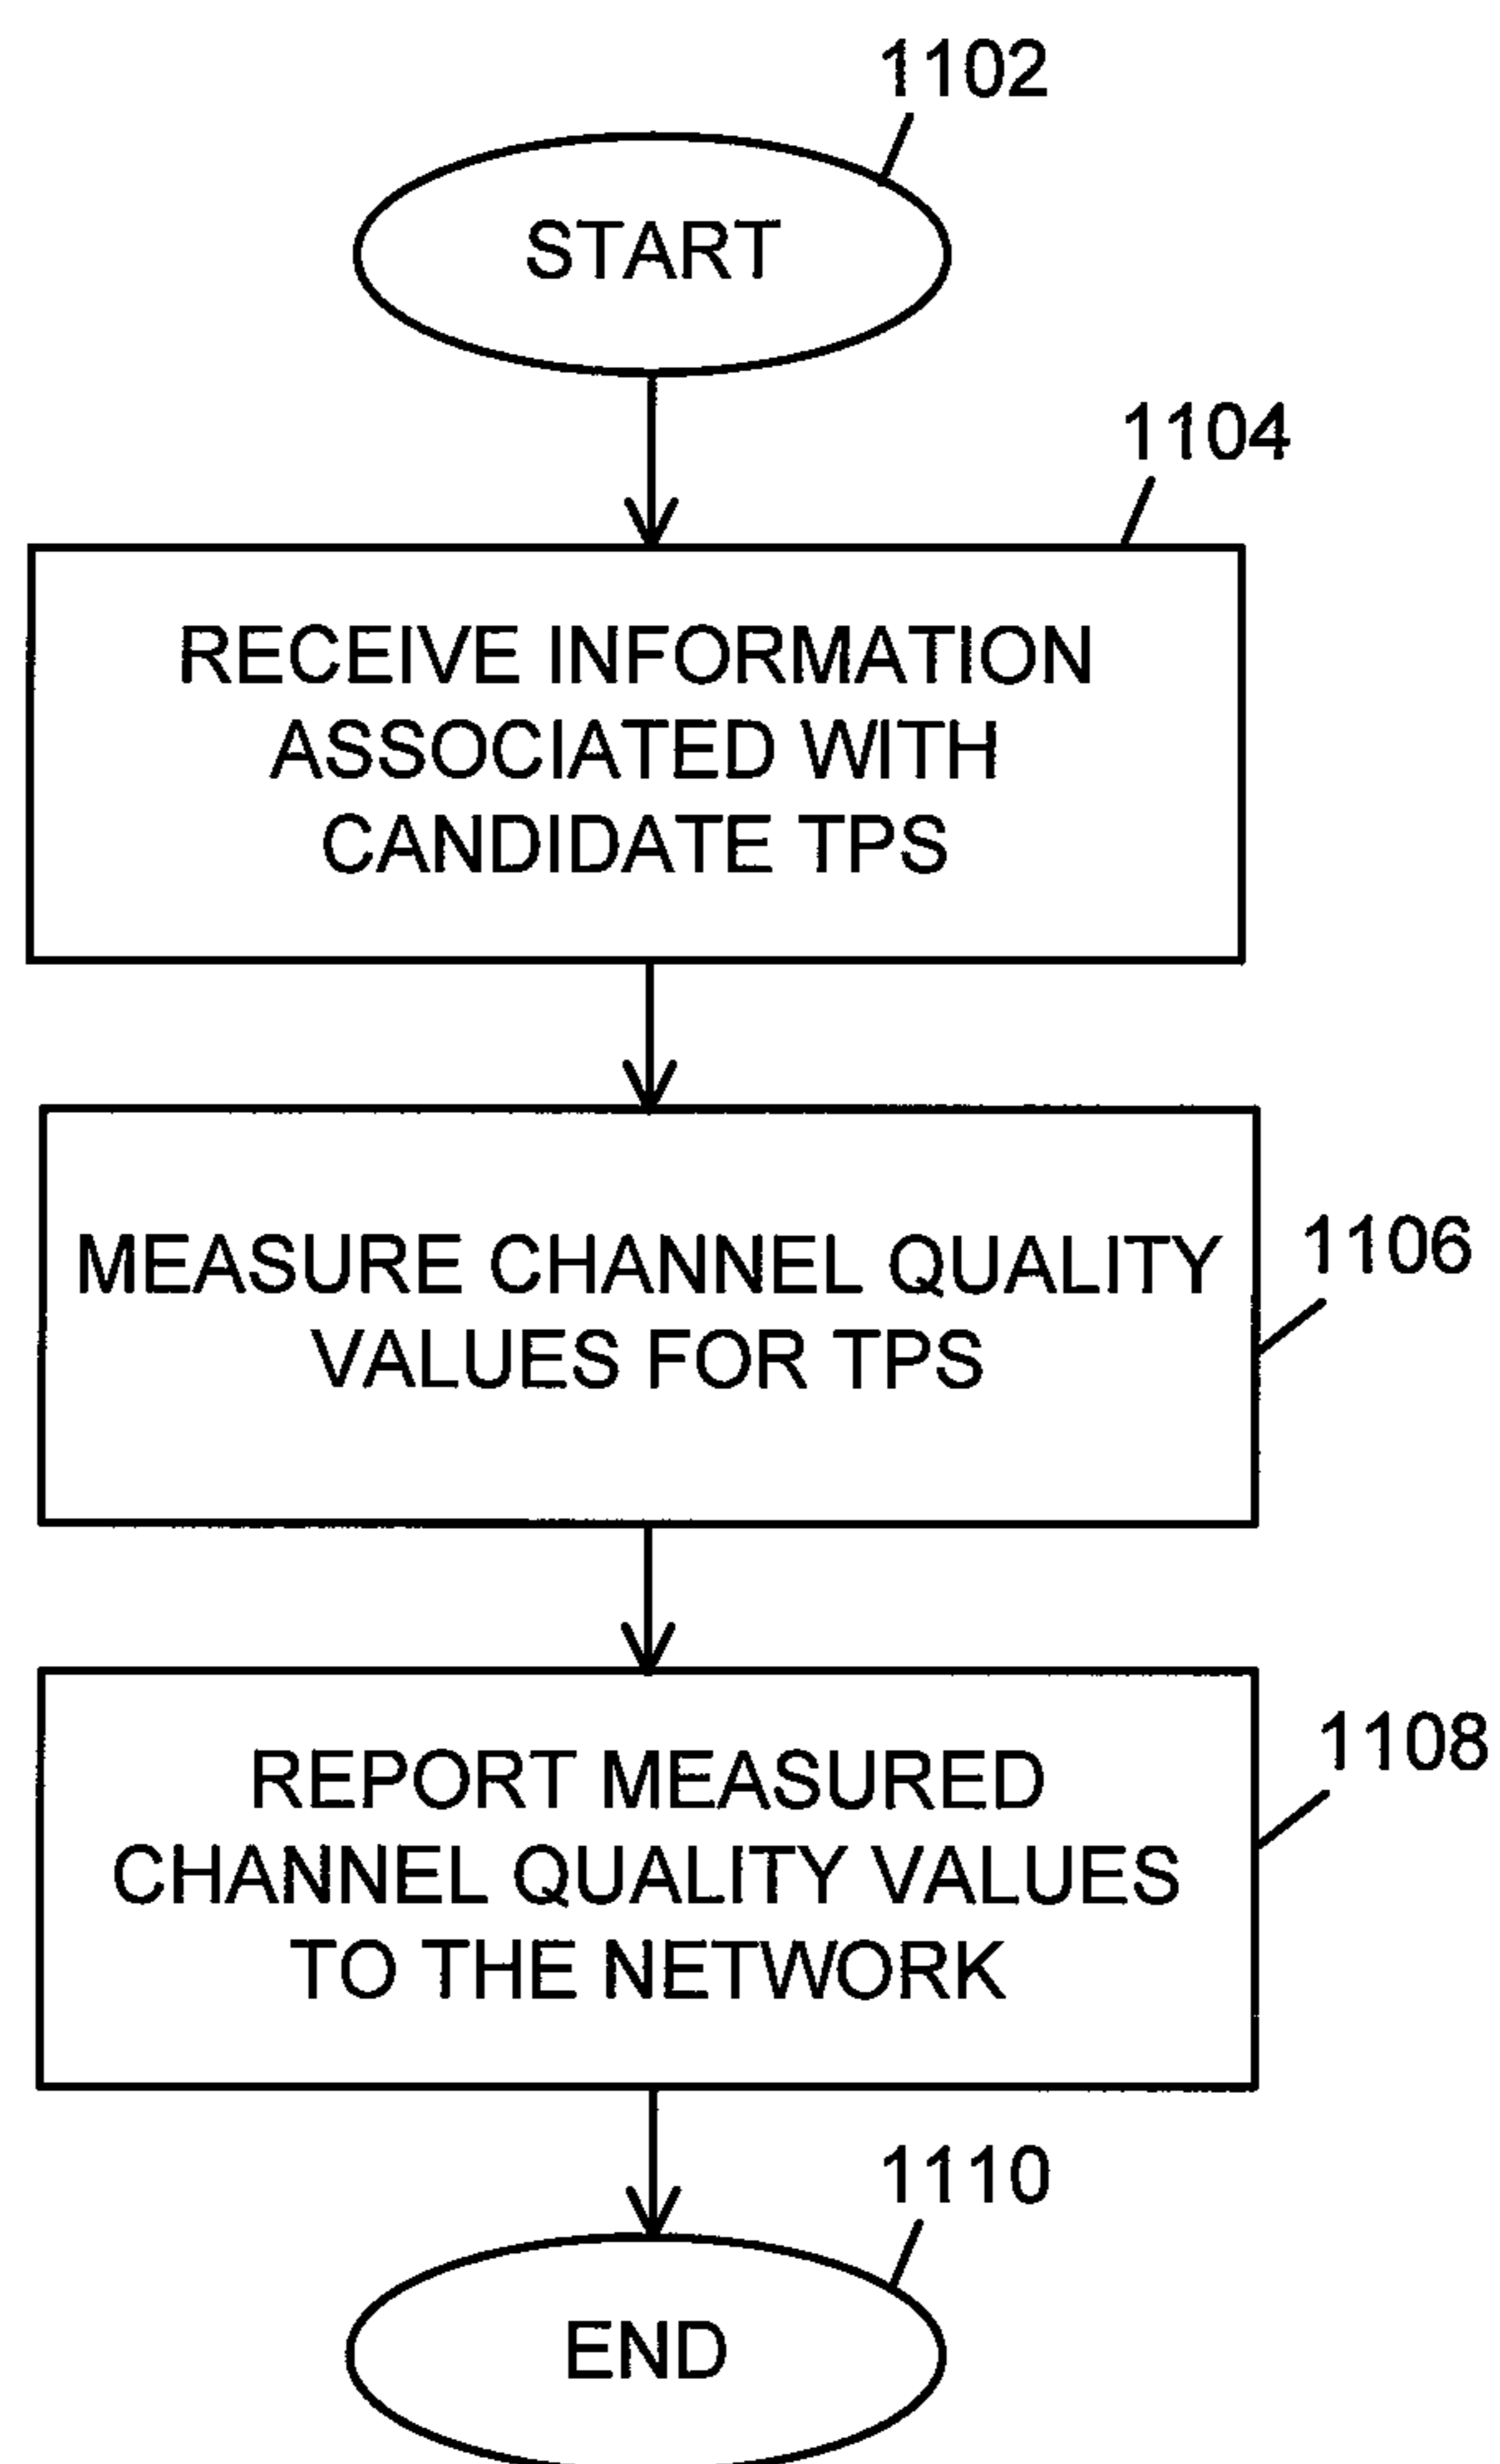 1102
START
1104
RECEIVE INFORMATION
ASSOCIATED WITH
CANDIDATE TPS
MEASURE CHANNEL QUALITY
VALUES FOR TPS
1106
REPORT MEASURED
CHANNEL QUALITY VALUES
TO THE NETWORK
1108
1110
END